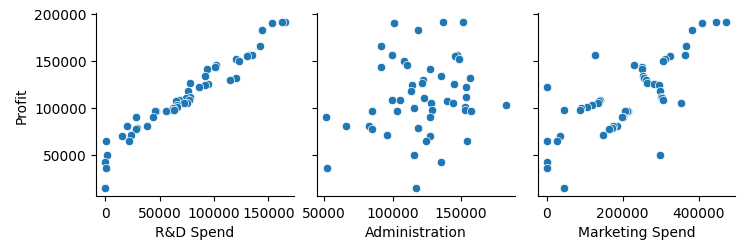 200000
150000
100000
50000
Profit
0 50000 100000 150000
R&D Spend
50000 100000 150000
Administration
0 200000 400000
Marketing Spend